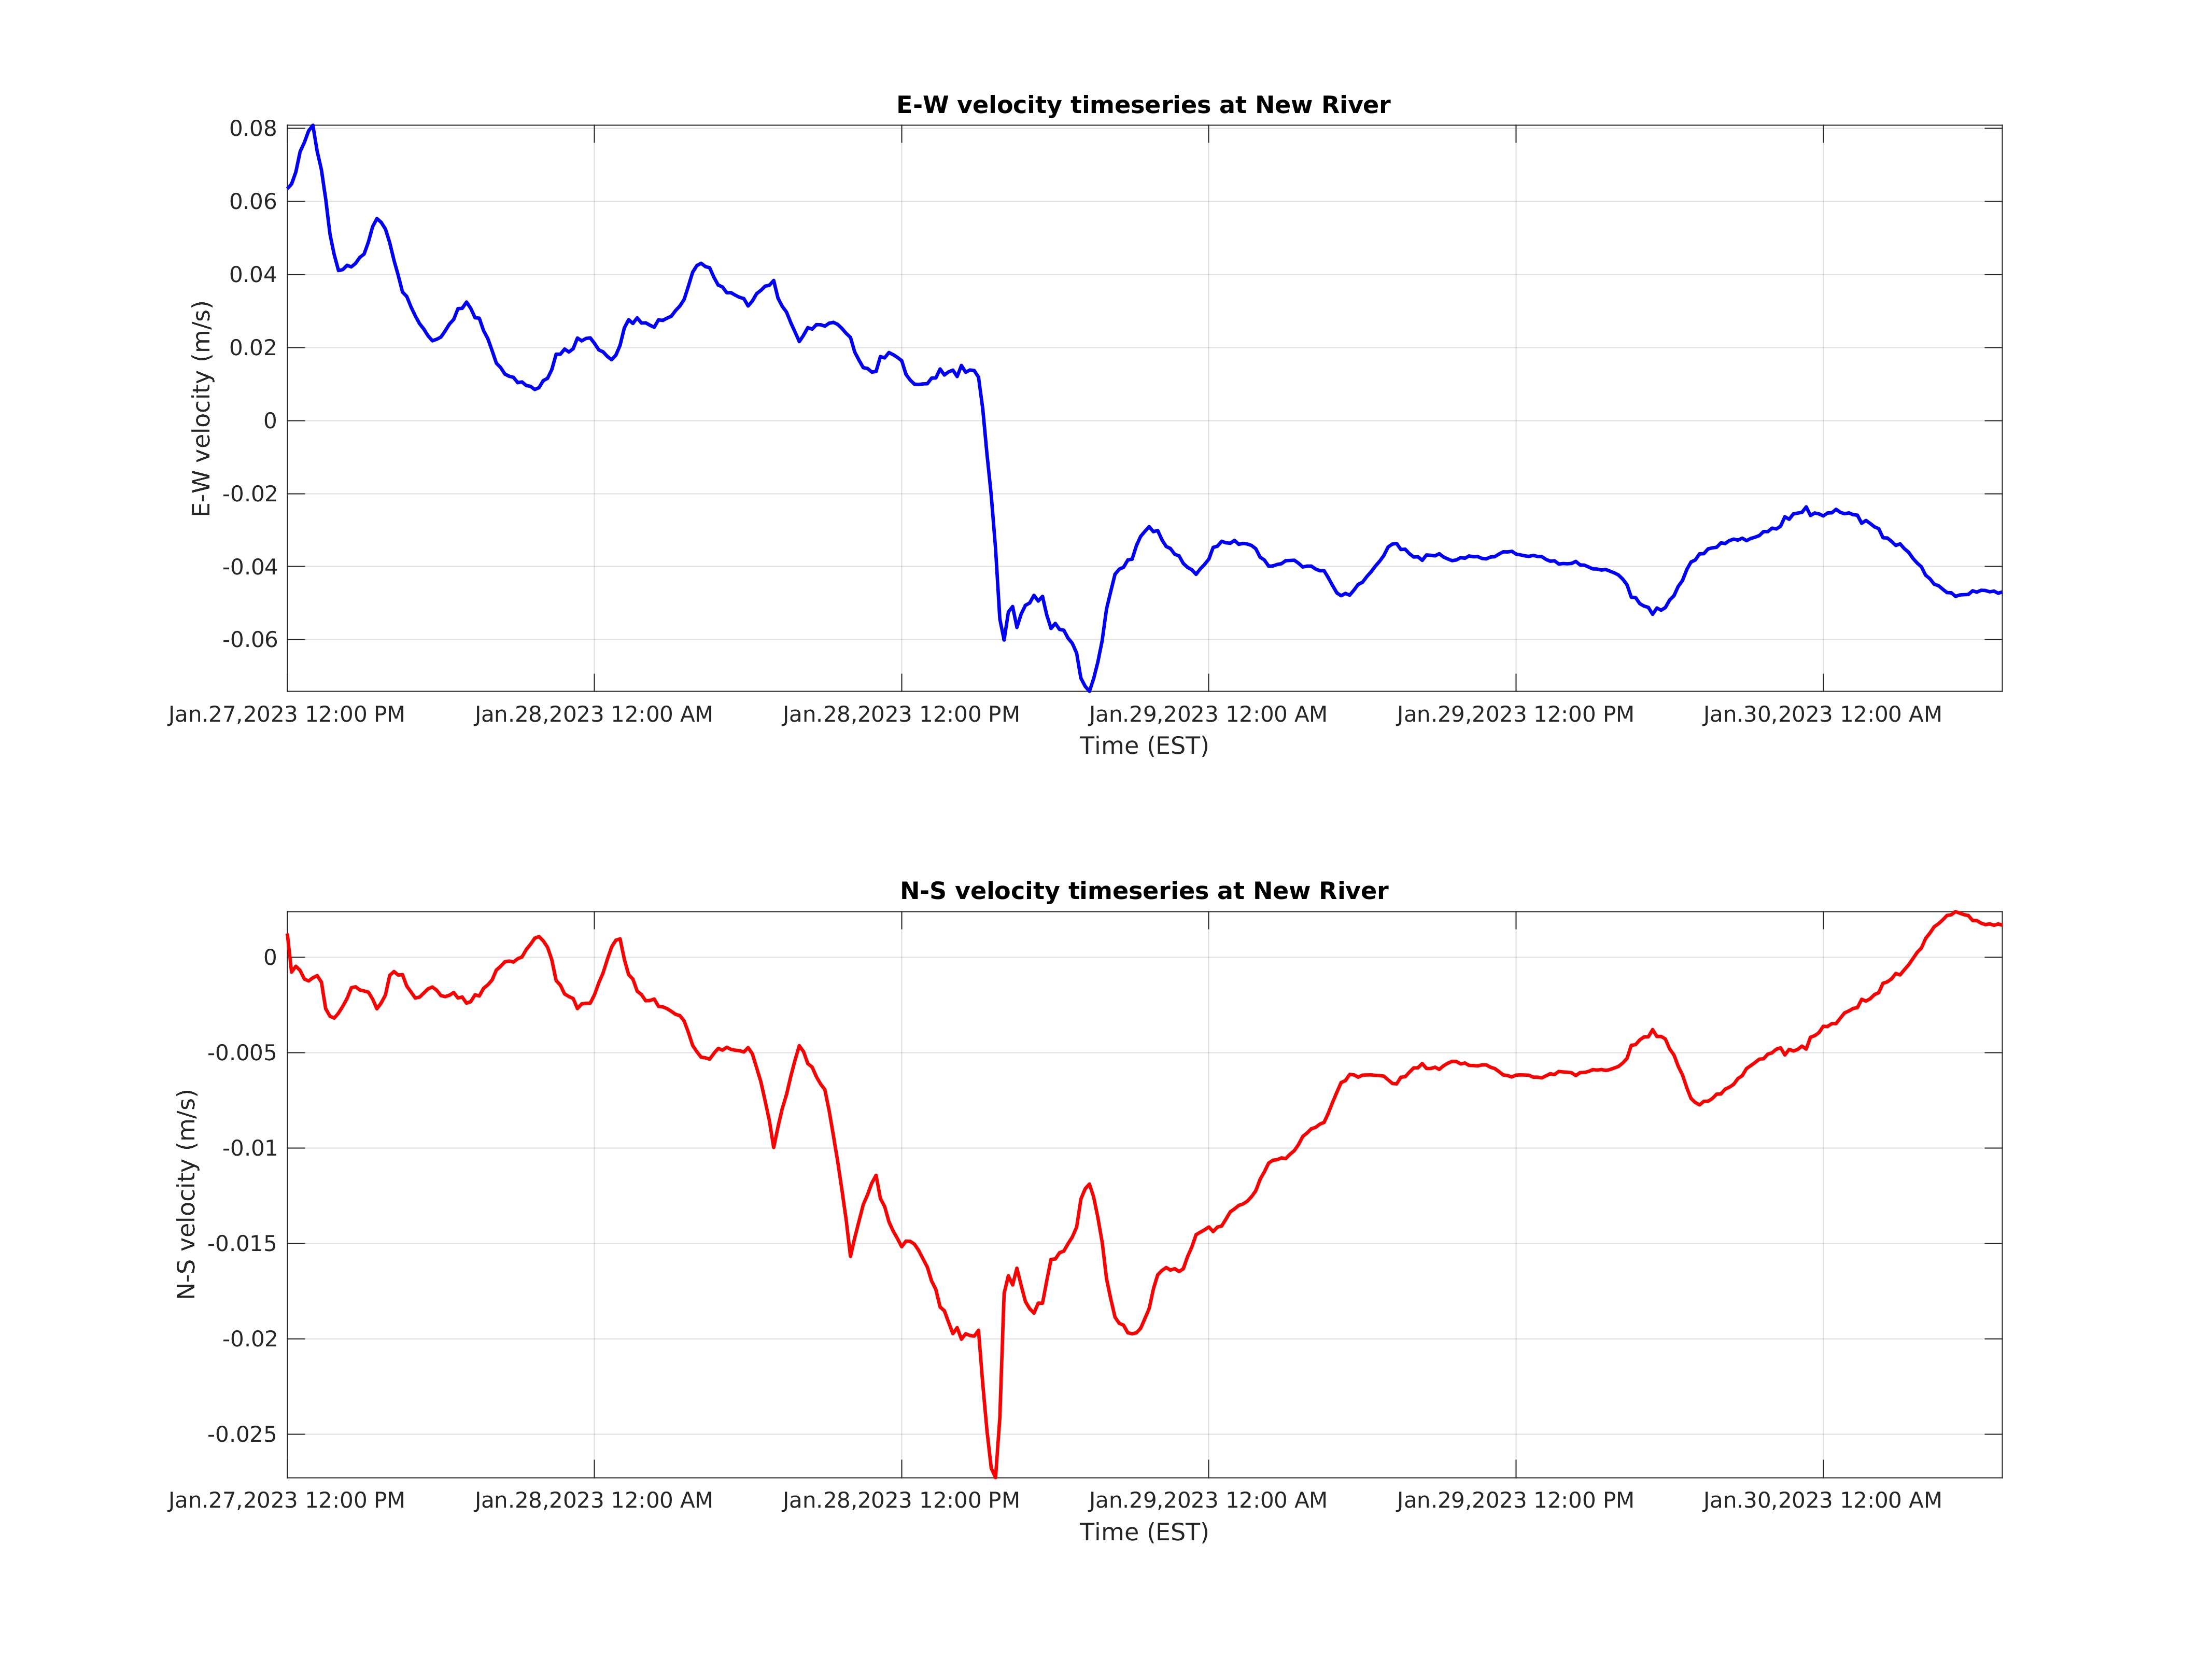 E-W velocity timeseries at New River
0.08
0.06
0.04
0.02
0
-0.02
-0.04
-0.06
E-W velocity (m/s)
Jan.27,2023 12:00 PM Jan.28,2023 12:00 AM Jan.28,2023 12:00 PM Jan.29,2023 12:00 AM Jan.29,2023 12:00 PM Jan.30,2023 12:00 AM
Time (EST)
N-S velocity timeseries at New River
0
-0.005
-0.01
-0.015
-0.02
-0.025
N-S velocity (m/s)
Jan.27,2023 12:00 PM Jan.28,2023 12:00 AM Jan.28,2023 12:00 PM Jan.29,2023 12:00 AM Jan.29,2023 12:00 PM Jan.30,2023 12:00 AM
Time (EST)